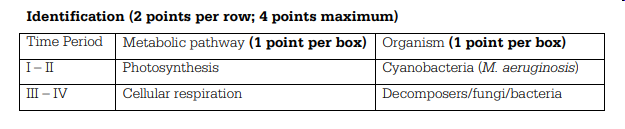 Identification (2 points per row; 4 points maximum)
Time Period Metabolic pathway (1 point per box) Organism (1 point per box)
I – II Photosynthesis Cyanobacteria (M. aeruginosis)
III – IV Cellular respiration Decomposers/fungi/bacteria